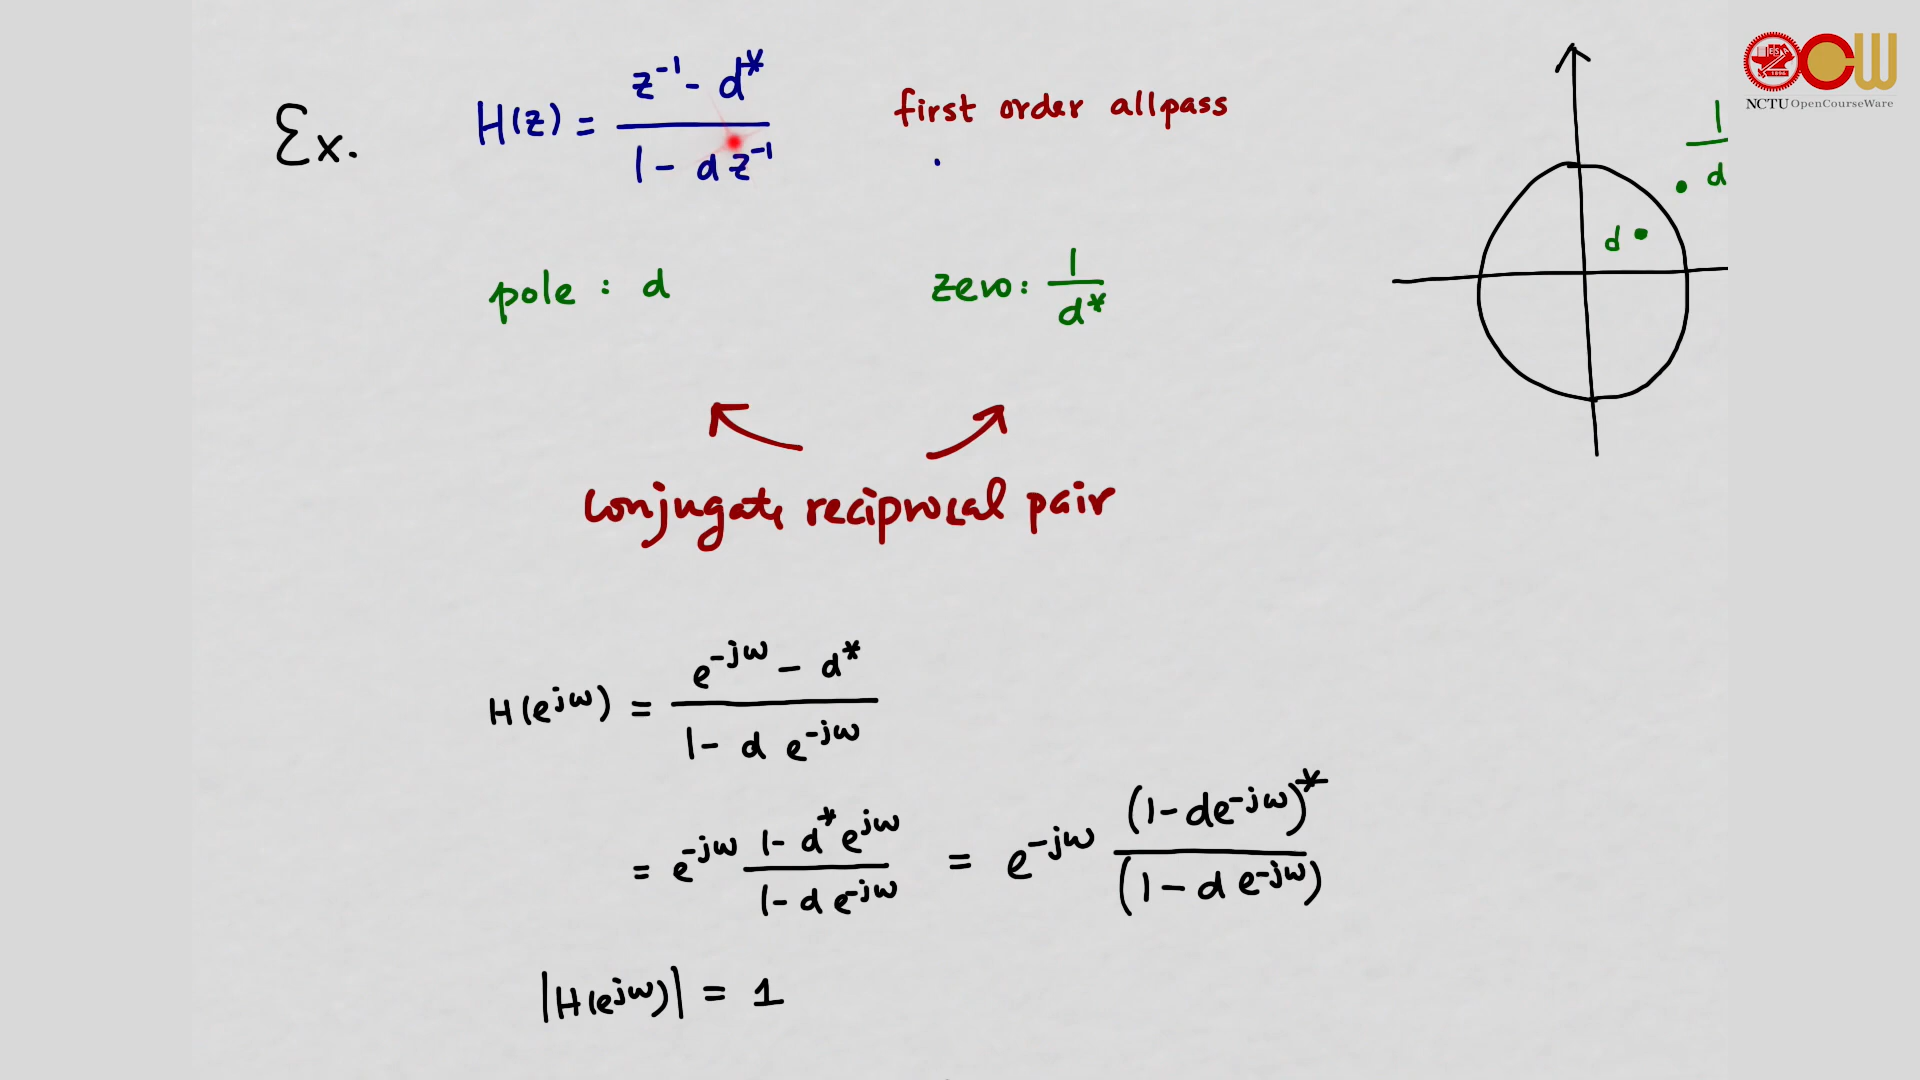 Ex. H(z) = (z⁻¹ - d*) / (1 - d z⁻¹) first order allpass
pole : d zero: 1/d*
conjugate reciprocal pair
H(e^jω) = (e^-jω - d*) / (1 - d e^-jω)
= e^-jω (1 - d* e^jω) / (1 - d e^-jω) = e^-jω (1 - de^-jω)* / (1 - d e^-jω)
|H(e^jω)| = 1
1/d
d
OCW
NCTU OpenCourseWare